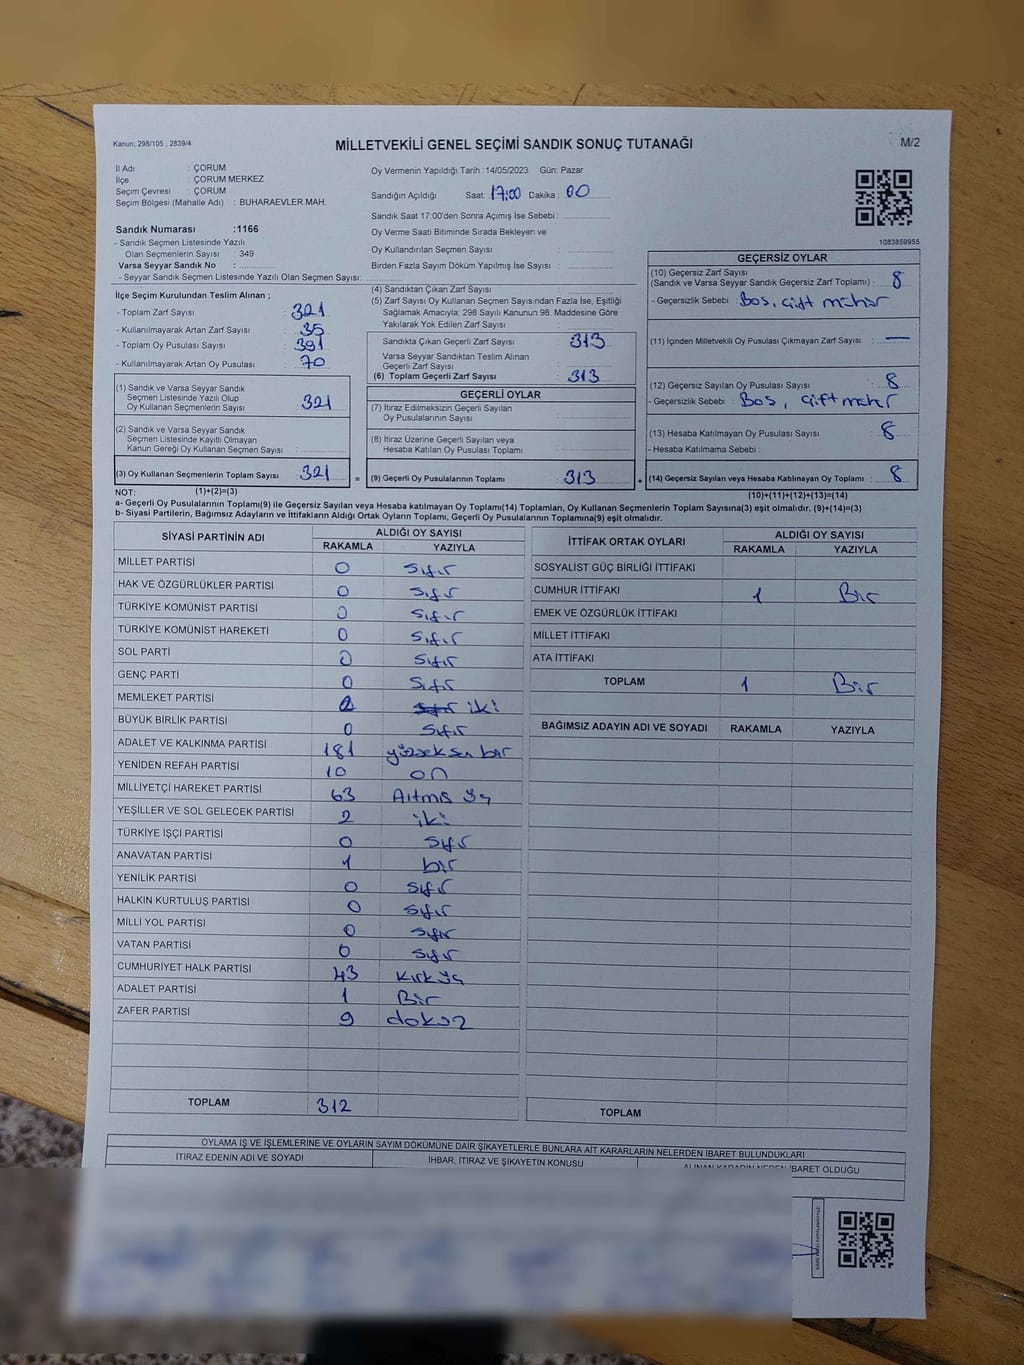 Kanun; 298/105 , 2839/4
MİLLETVEKİLİ GENEL SEÇİMİ SANDIK SONUÇ TUTANAĞI
M/2
İl Adı : ÇORUM
İlçe : ÇORUM MERKEZ
Seçim Çevresi : ÇORUM
Seçim Bölgesi (Mahalle Adı) : BUHARAEVLER MAH.
Oy Vermenin Yapıldığı Tarih :14/05/2023 Gün: Pazar
Sandığın Açıldığı Saat: 17:00 Dakika : 00
Sandık Saat 17:00'den Sonra Açımış İse Sebebi :
Oy Verme Saati Bitiminde Sırada Bekleyen ve
Oy Kullandırılan Seçmen Sayısı :
Birden Fazla Sayım Döküm Yapılmış İse Sayısı :
1083859955
Sandık Numarası :1166
- Sandık Seçmen Listesinde Yazılı
Olan Seçmenlerin Sayısı : 349
Varsa Seyyar Sandık No :
- Seyyar Sandık Seçmen Listesinde Yazılı Olan Seçmen Sayısı:
İlçe Seçim Kurulundan Teslim Alınan ;
- Toplam Zarf Sayısı : 321
- Kullanılmayarak Artan Zarf Sayısı : 35
- Toplam Oy Pusulası Sayısı : 391
- Kullanılmayarak Artan Oy Pusulası : 70
(1) Sandık ve Varsa Seyyar Sandık
Seçmen Listesinde Yazılı Olup
Oy Kullanan Seçmenlerin Sayısı : 321
(2) Sandık ve Varsa Seyyar Sandık
Seçmen Listesinde Kayıtlı Olmayan
Kanun Gereği Oy Kullanan Seçmen Sayısı :
(3) Oy Kullanan Seçmenlerin Toplam Sayısı : 321 =
(1)+(2)=(3)
(4) Sandıktan Çıkan Zarf Sayısı :
(5) Zarf Sayısı Oy Kullanan Seçmen Sayısından Fazla İse, Eşitliği
Sağlamak Amacıyla; 298 Sayılı Kanunun 98. Maddesine Göre
Yakılarak Yok Edilen Zarf Sayısı :
Sandıkta Çıkan Geçerli Zarf Sayısı : 313
Varsa Seyyar Sandıktan Teslim Alınan
Geçerli Zarf Sayısı :
(6) Toplam Geçerli Zarf Sayısı : 313
GEÇERLİ OYLAR
(7) İtiraz Edilmeksizin Geçerli Sayılan
Oy Pusulalarının Sayısı :
(8) İtiraz Üzerine Geçerli Sayılan veya
Hesaba Katılan Oy Pusulası Toplamı :
(9) Geçerli Oy Pusulalarının Toplamı : 313 +
GEÇERSİZ OYLAR
(10) Geçersiz Zarf Sayısı
(Sandık ve Varsa Seyyar Sandık Geçersiz Zarf Toplamı) : 8
- Geçersizlik Sebebi : Bos, çift mühür
(11) İçinden Milletvekili Oy Pusulası Çıkmayan Zarf Sayısı : —
(12) Geçersiz Sayılan Oy Pusulası Sayısı : 8
- Geçersizlik Sebebi : Bos, çift mühür
(13) Hesaba Katılmayan Oy Pusulası Sayısı : 8
- Hesaba Katılmama Sebebi :
(14) Geçersiz Sayılan veya Hesaba Katılmayan Oy Toplamı : 8
(10)+(11)+(12)+(13)=(14)
NOT:
a- Geçerli Oy Pusulalarının Toplamı(9) ile Geçersiz Sayılan veya Hesaba katılmayan Oy Toplamı(14) Toplamları, Oy Kullanan Seçmenlerin Toplam Sayısına(3) eşit olmalıdır. (9)+(14)=(3)
b- Siyasi Partilerin, Bağımsız Adayların ve İttifakların Aldığı Ortak Oyların Toplamı, Geçerli Oy Pusulasının Toplamına(9) eşit olmalıdır.
SİYASİ PARTİNİN ADI ALDIĞI OY SAYISI
RAKAMLA YAZIYLA
MİLLET PARTİSİ 0 sıfır
HAK VE ÖZGÜRLÜKLER PARTİSİ 0 sıfır
TÜRKİYE KOMÜNİST PARTİSİ 0 sıfır
TÜRKİYE KOMÜNİST HAREKETİ 0 sıfır
SOL PARTİ 0 sıfır
GENÇ PARTİ 0 sıfır
MEMLEKET PARTİSİ 2 sıfır iki
BÜYÜK BİRLİK PARTİSİ 0 sıfır
ADALET VE KALKINMA PARTİSİ 181 yüzseksen bir
YENİDEN REFAH PARTİSİ 10 on
MİLLİYETÇİ HAREKET PARTİSİ 63 Altmıs üç
YEŞİLLER VE SOL GELECEK PARTİSİ 2 iki
TÜRKİYE İŞÇİ PARTİSİ 0 sıfır
ANAVATAN PARTİSİ 1 bir
YENİLİK PARTİSİ 0 sıfır
HALKIN KURTULUŞ PARTİSİ 0 sıfır
MİLLİ YOL PARTİSİ 0 sıfır
VATAN PARTİSİ 0 sıfır
CUMHURİYET HALK PARTİSİ 43 kırküç
ADALET PARTİSİ 1 Bir
ZAFER PARTİSİ 9 dokuz
TOPLAM 312
İTTİFAK ORTAK OYLARI ALDIĞI OY SAYISI
RAKAMLA YAZIYLA
SOSYALİST GÜÇ BİRLİĞİ İTTİFAKI
CUMHUR İTTİFAKI 1 Bir
EMEK VE ÖZGÜRLÜK İTTİFAKI
MİLLET İTTİFAKI
ATA İTTİFAKI
TOPLAM 1 Bir
BAĞIMSIZ ADAYIN ADI VE SOYADI RAKAMLA YAZIYLA
TOPLAM
OYLAMA İŞ VE İŞLEMLERİNE VE OYLARIN SAYIM DÖKÜMÜNE DAİR ŞİKAYETLERLE BUNLARA AİT KARARLARIN NELERDEN İBARET BULUNDUKLARI
İTİRAZ EDENİN ADI VE SOYADI İHBAR, İTİRAZ VE ŞİKAYETİN KONUSU ALINAN KARARIN NEDEN İBARET OLDUĞU